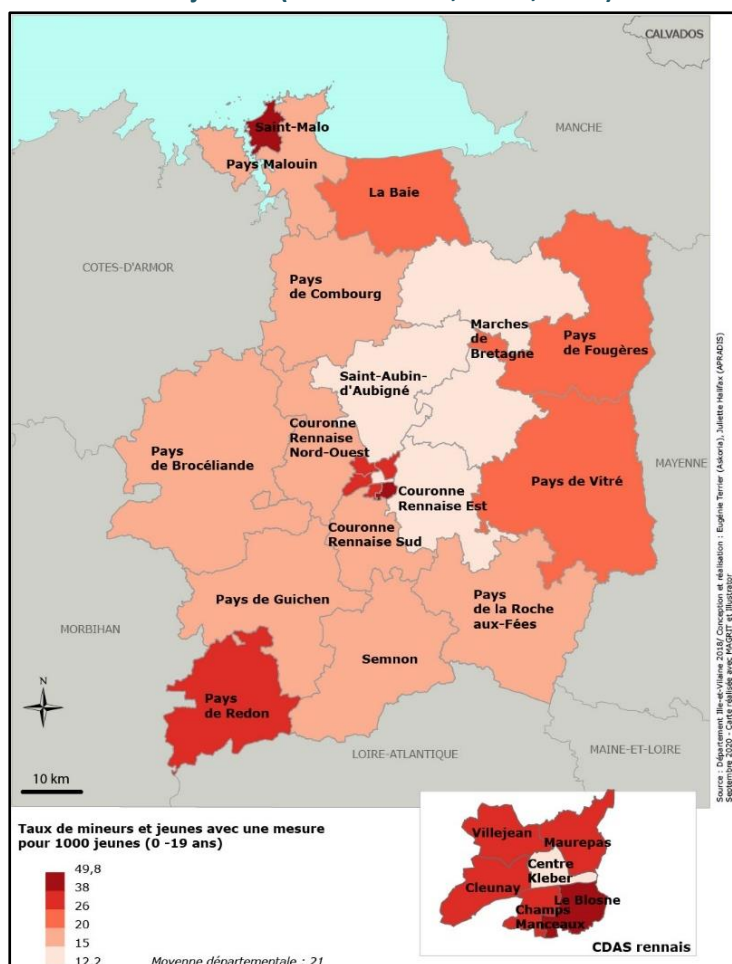 CALVADOS
MANCHE
Saint-Malo
Pays Malouin
La Baie
COTES-D'ARMOR
Pays
de Combourg
Marches
de
Bretagne
Pays
de Fougères
Saint-Aubin-
d'Aubigné
Couronne
Rennaise
Nord-Ouest
Pays
de Brocéliande
MAYENNE
Pays de Vitré
Couronne
Rennaise Est
Couronne
Rennaise Sud
Pays de Guichen
Pays
de la Roche
aux-Fées
MORBIHAN
Semnon
N
Pays
de Redon
LOIRE-ATLANTIQUE
MAINE-ET-LOIRE
10 km
Source : Département Ille-et-Vilaine 2018/ Conception et réalisation : Eugénie Terrier (Askoria), Juliette Halifax (APRADIS)
Septembre 2020 - Carte réalisée avec MAGRIT et Illustrator
Taux de mineurs et jeunes avec une mesure
pour 1000 jeunes (0 -19 ans)
49,8
38
26
20
15
12,2
Moyenne départementale : 21
Villejean
Maurepas
Centre
Kleber
Cleunay
Le Blosne
Champs
Manceaux
CDAS rennais